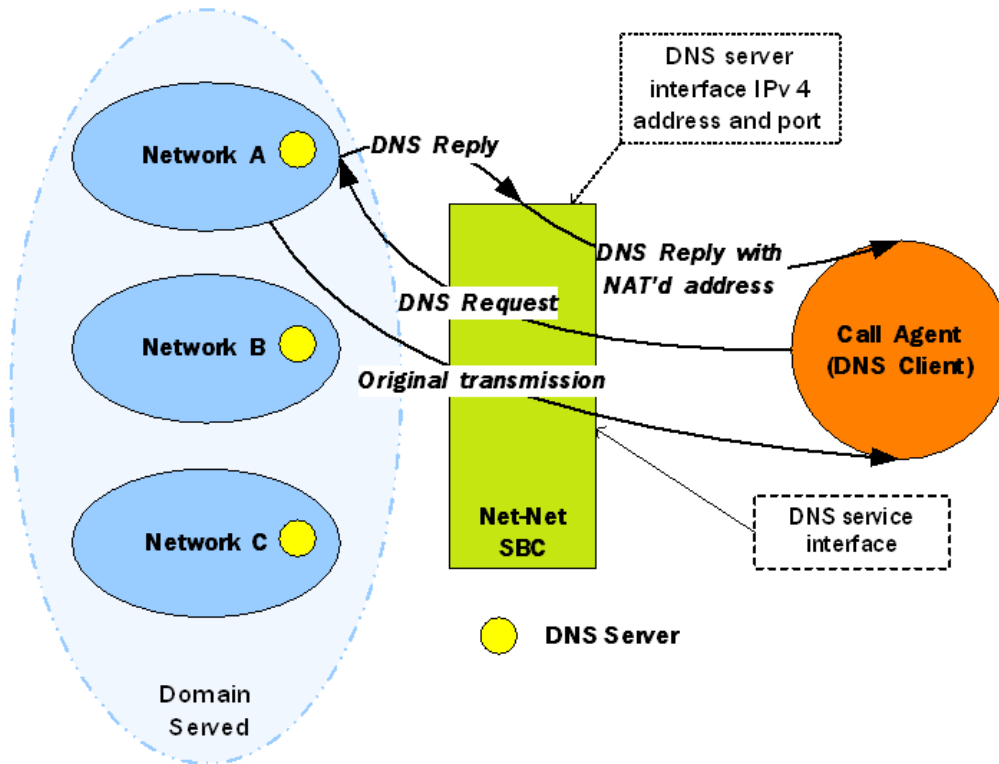 DNS server
interface IPv 4
address and port
Network A
DNS Reply
DNS Reply with
NAT'd address
DNS Request
Network B
Call Agent
(DNS Client)
Original transmission
Net-Net
SBC
DNS service
interface
Network C
DNS Server
Domain
Served